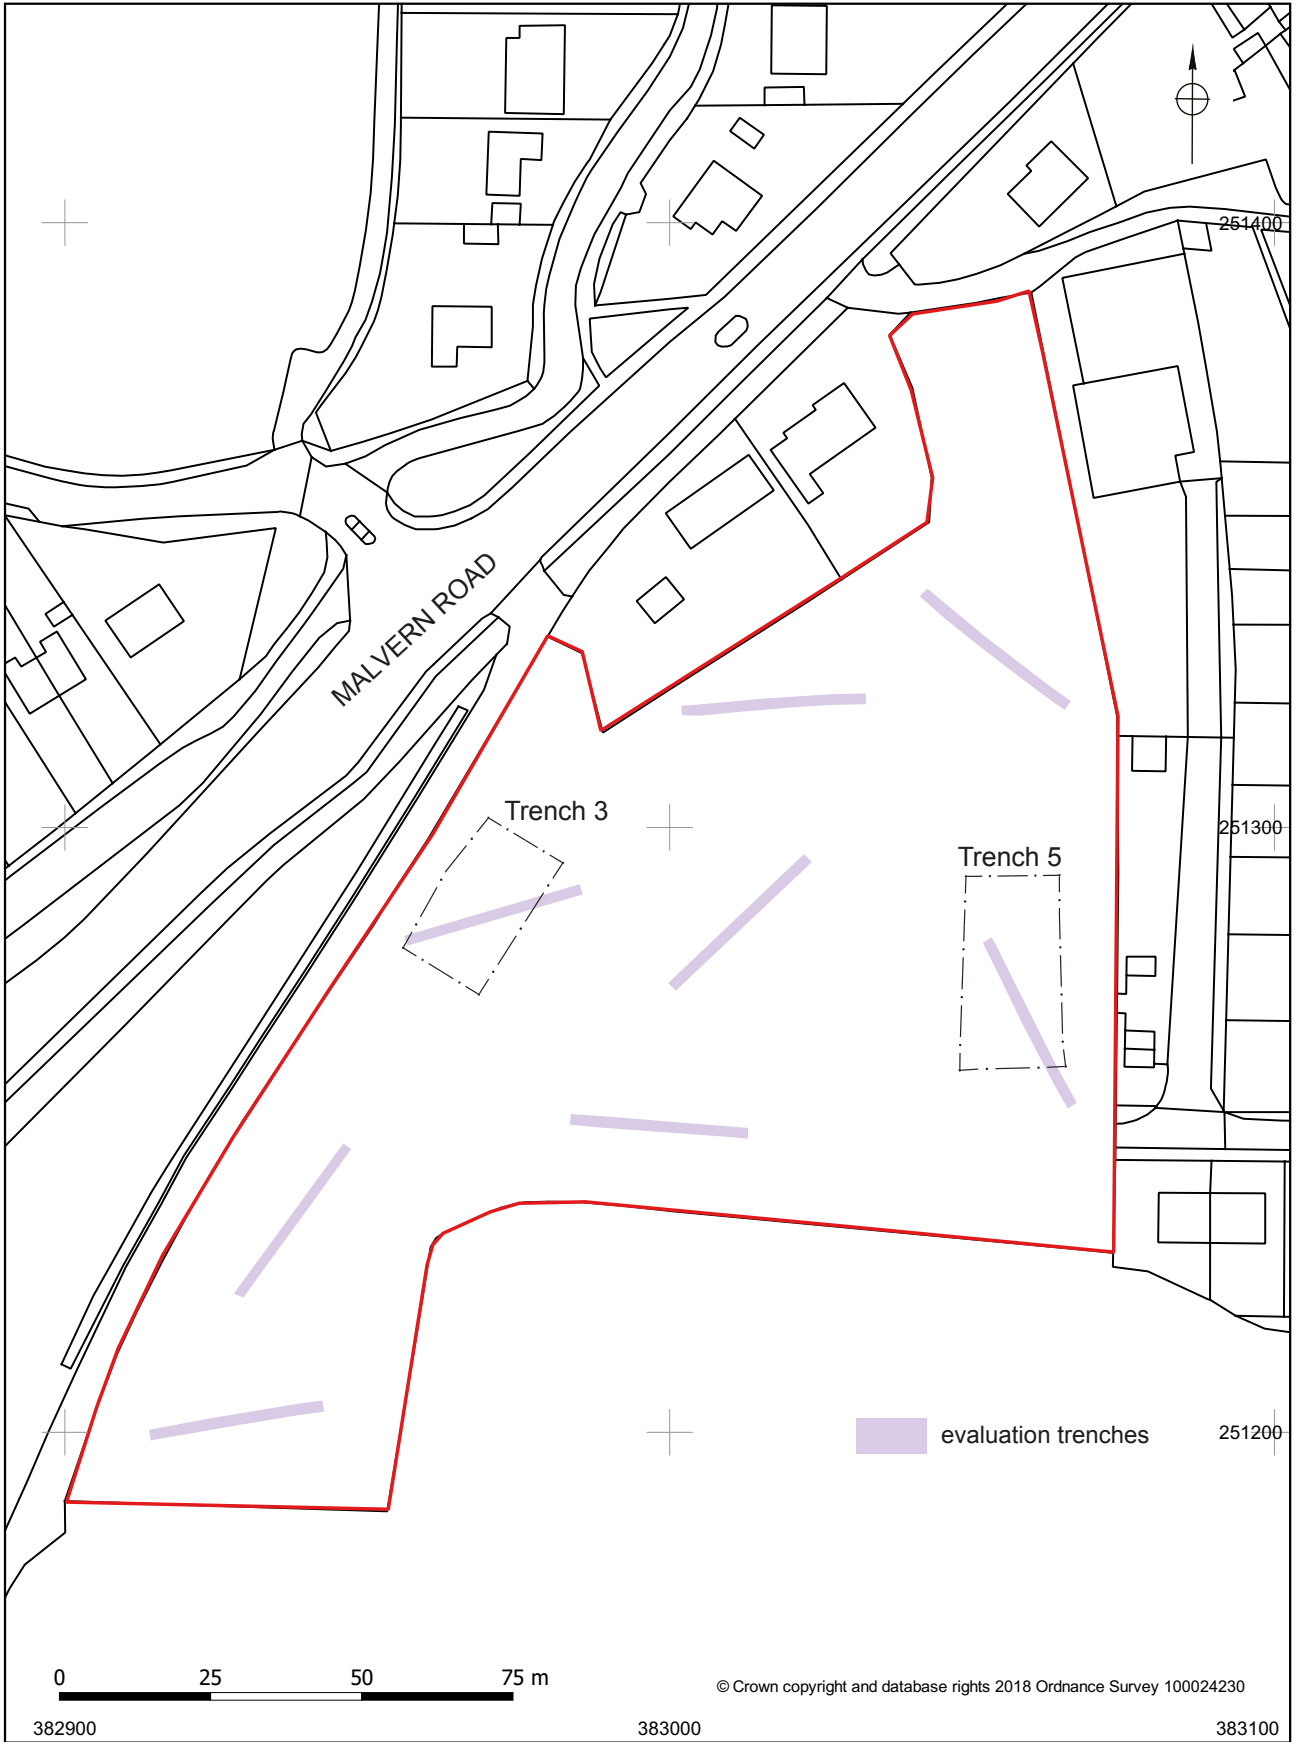 251400
MALVERN ROAD
Trench 3
251300
Trench 5
evaluation trenches
251200
0 25 50 75 m
© Crown copyright and database rights 2018 Ordnance Survey 100024230
382900 383000 383100